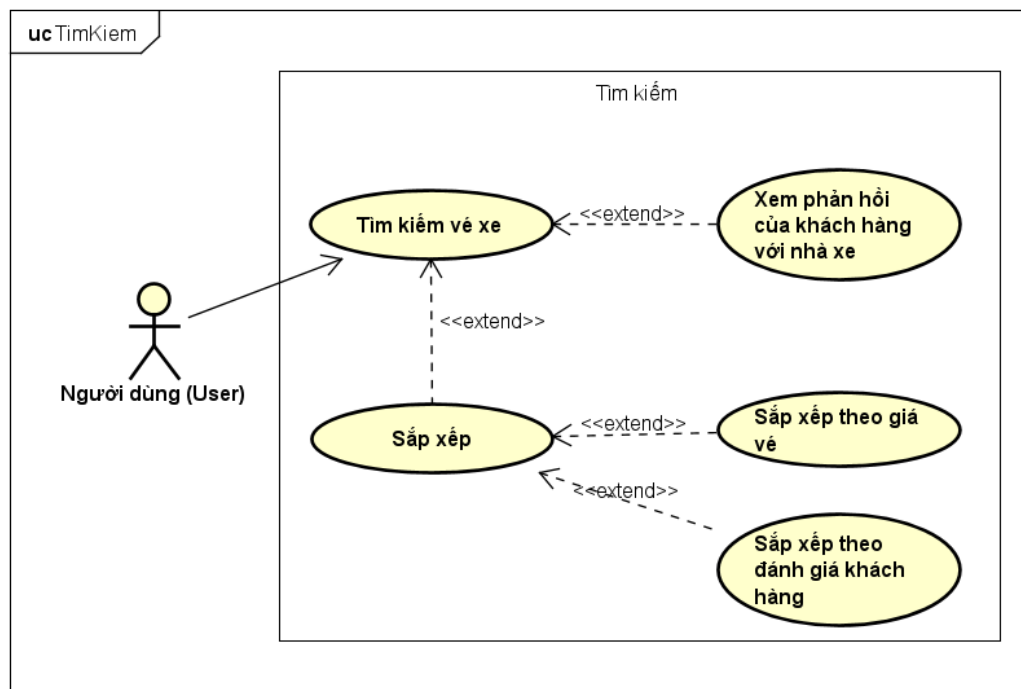 uc TimKiem
Tìm kiếm
Tìm kiếm vé xe
<<extend>>
Xem phản hồi
của khách hàng
với nhà xe
<<extend>>
Người dùng (User)
Sắp xếp
<<extend>>
Sắp xếp theo giá
vé
<<extend>>
Sắp xếp theo
đánh giá khách
hàng